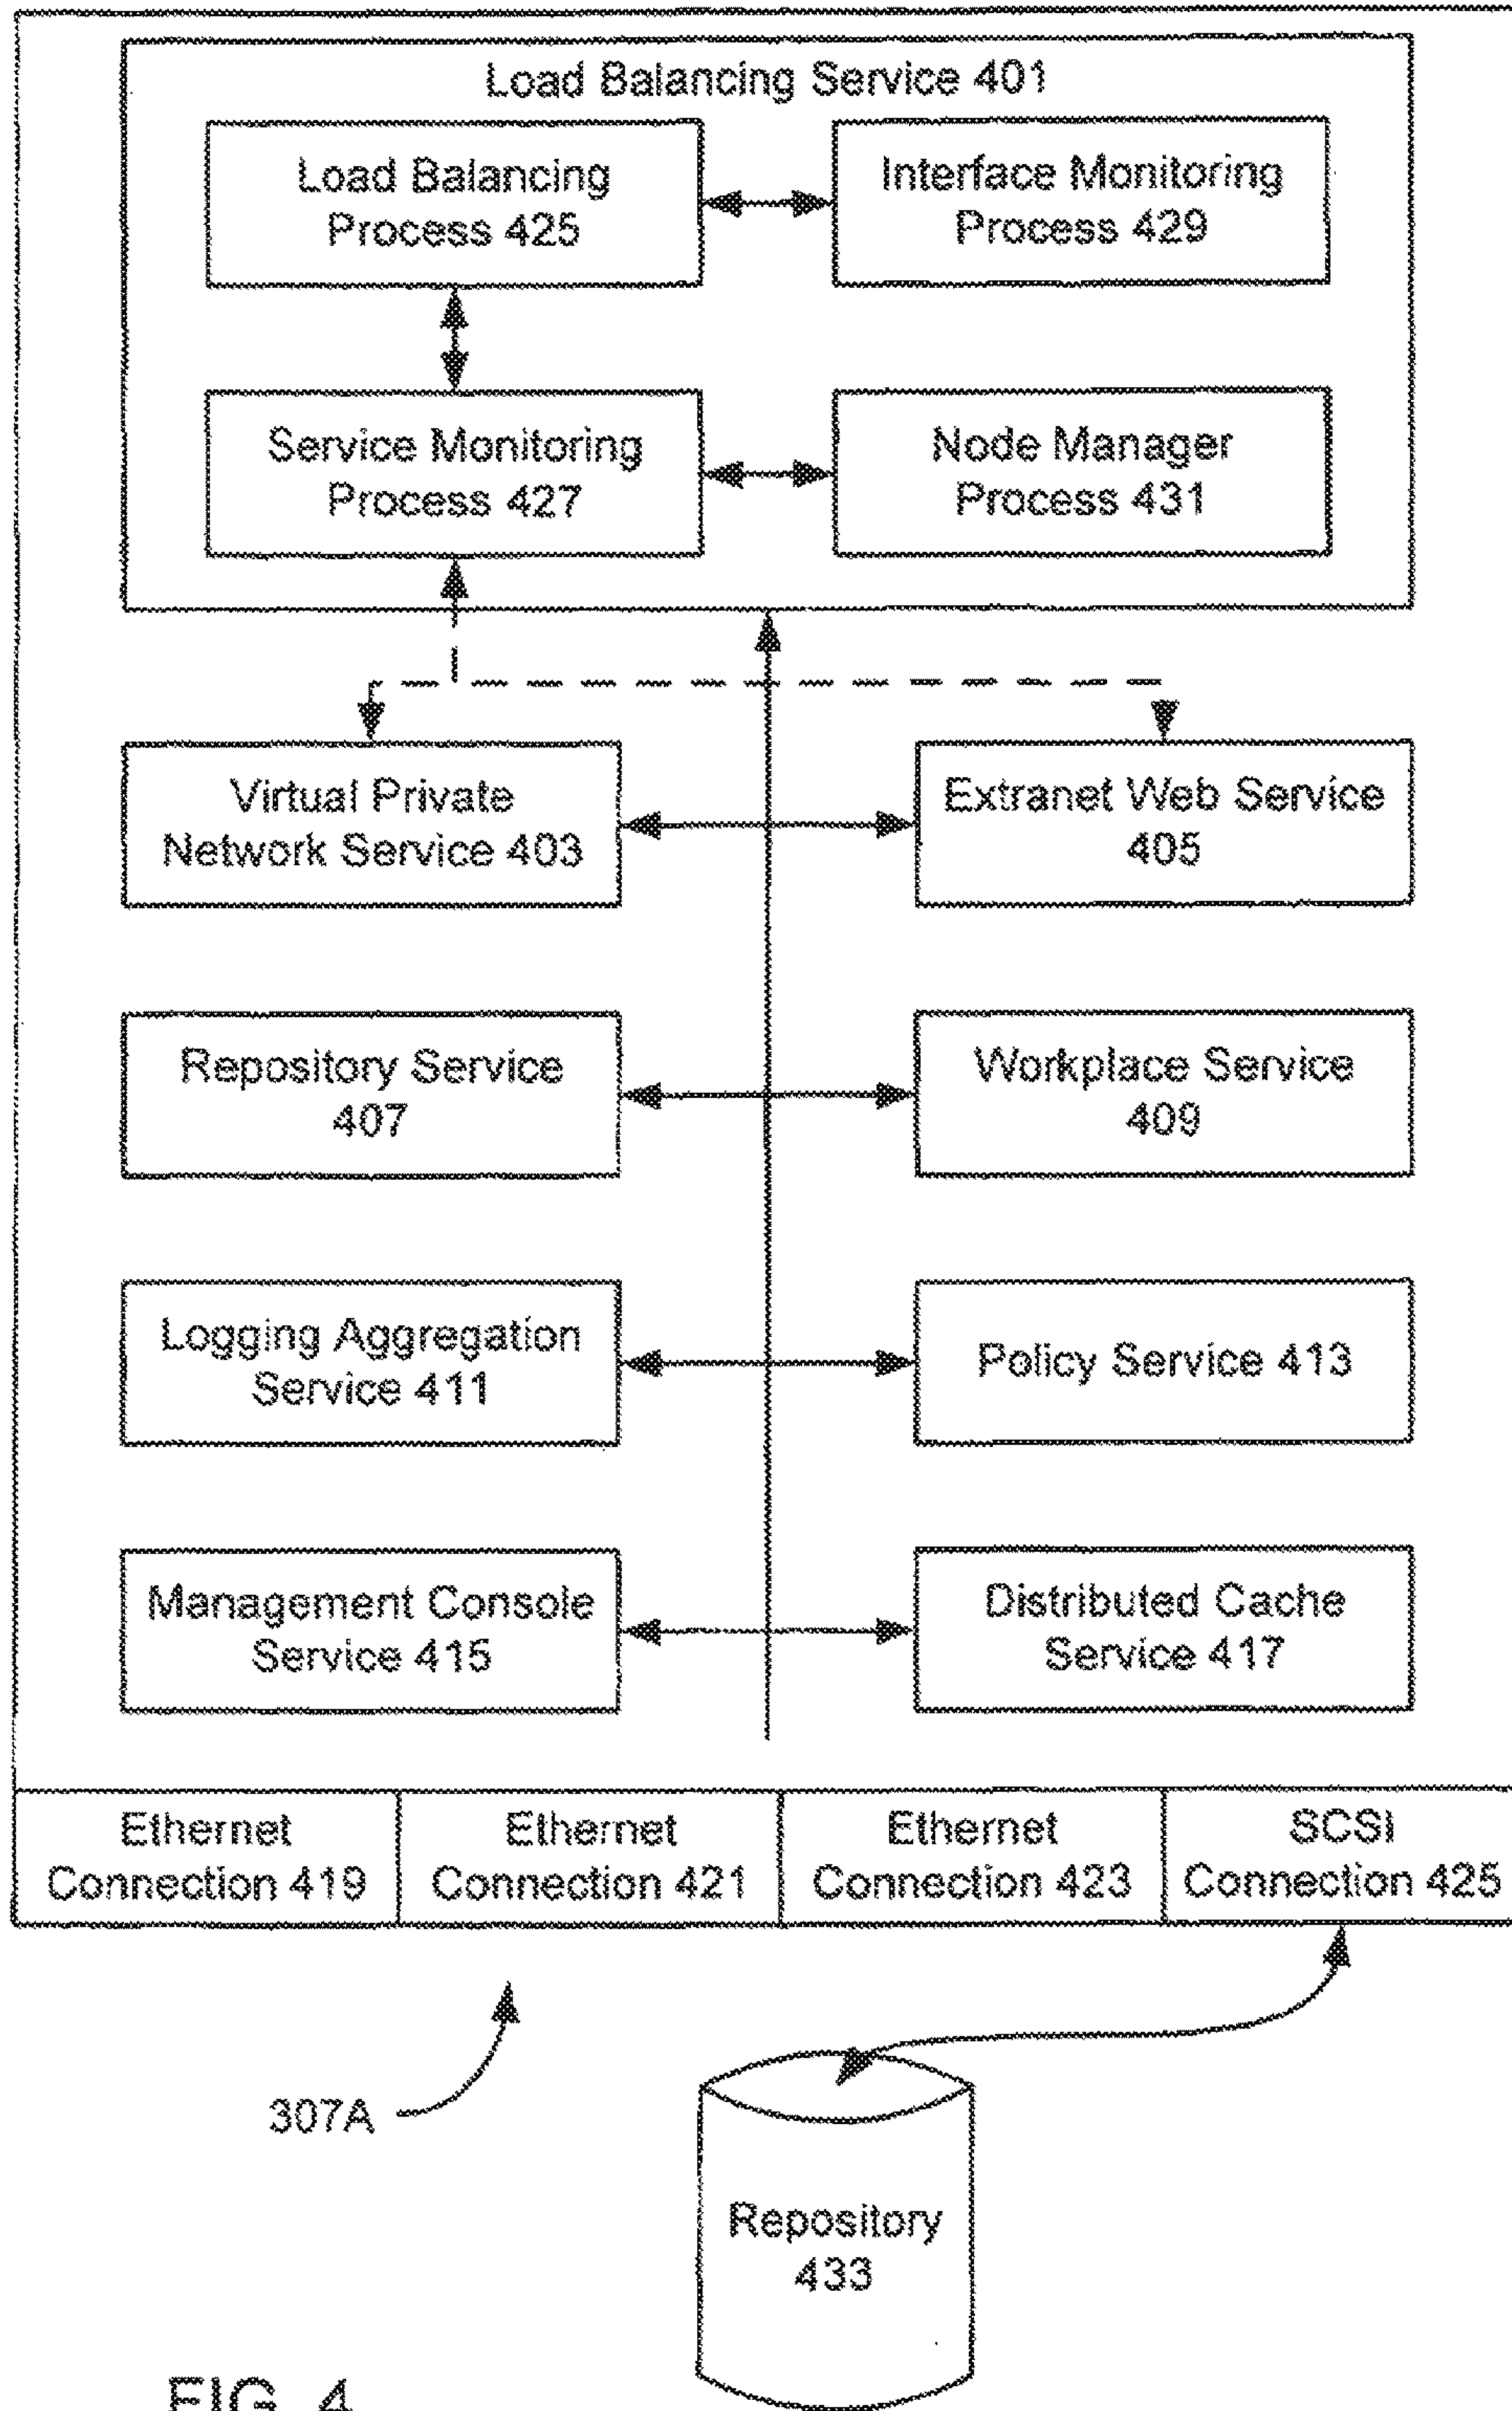 Load Balancing Service 401
Load Balancing
Process 425
Interface Monitoring
Process 429
Service Monitoring
Process 427
Node Manager
Process 431
Virtual Private
Network Service 403
Extranet Web Service
405
Repository Service
407
Workplace Service
409
Logging Aggregation
Service 411
Policy Service 413
Management Console
Service 415
Distributed Cache
Service 417
Ethernet
Connection 419
Ethernet
Connection 421
Ethernet
Connection 423
SCSI
Connection 425
307A
Repository
433
FIG. 4